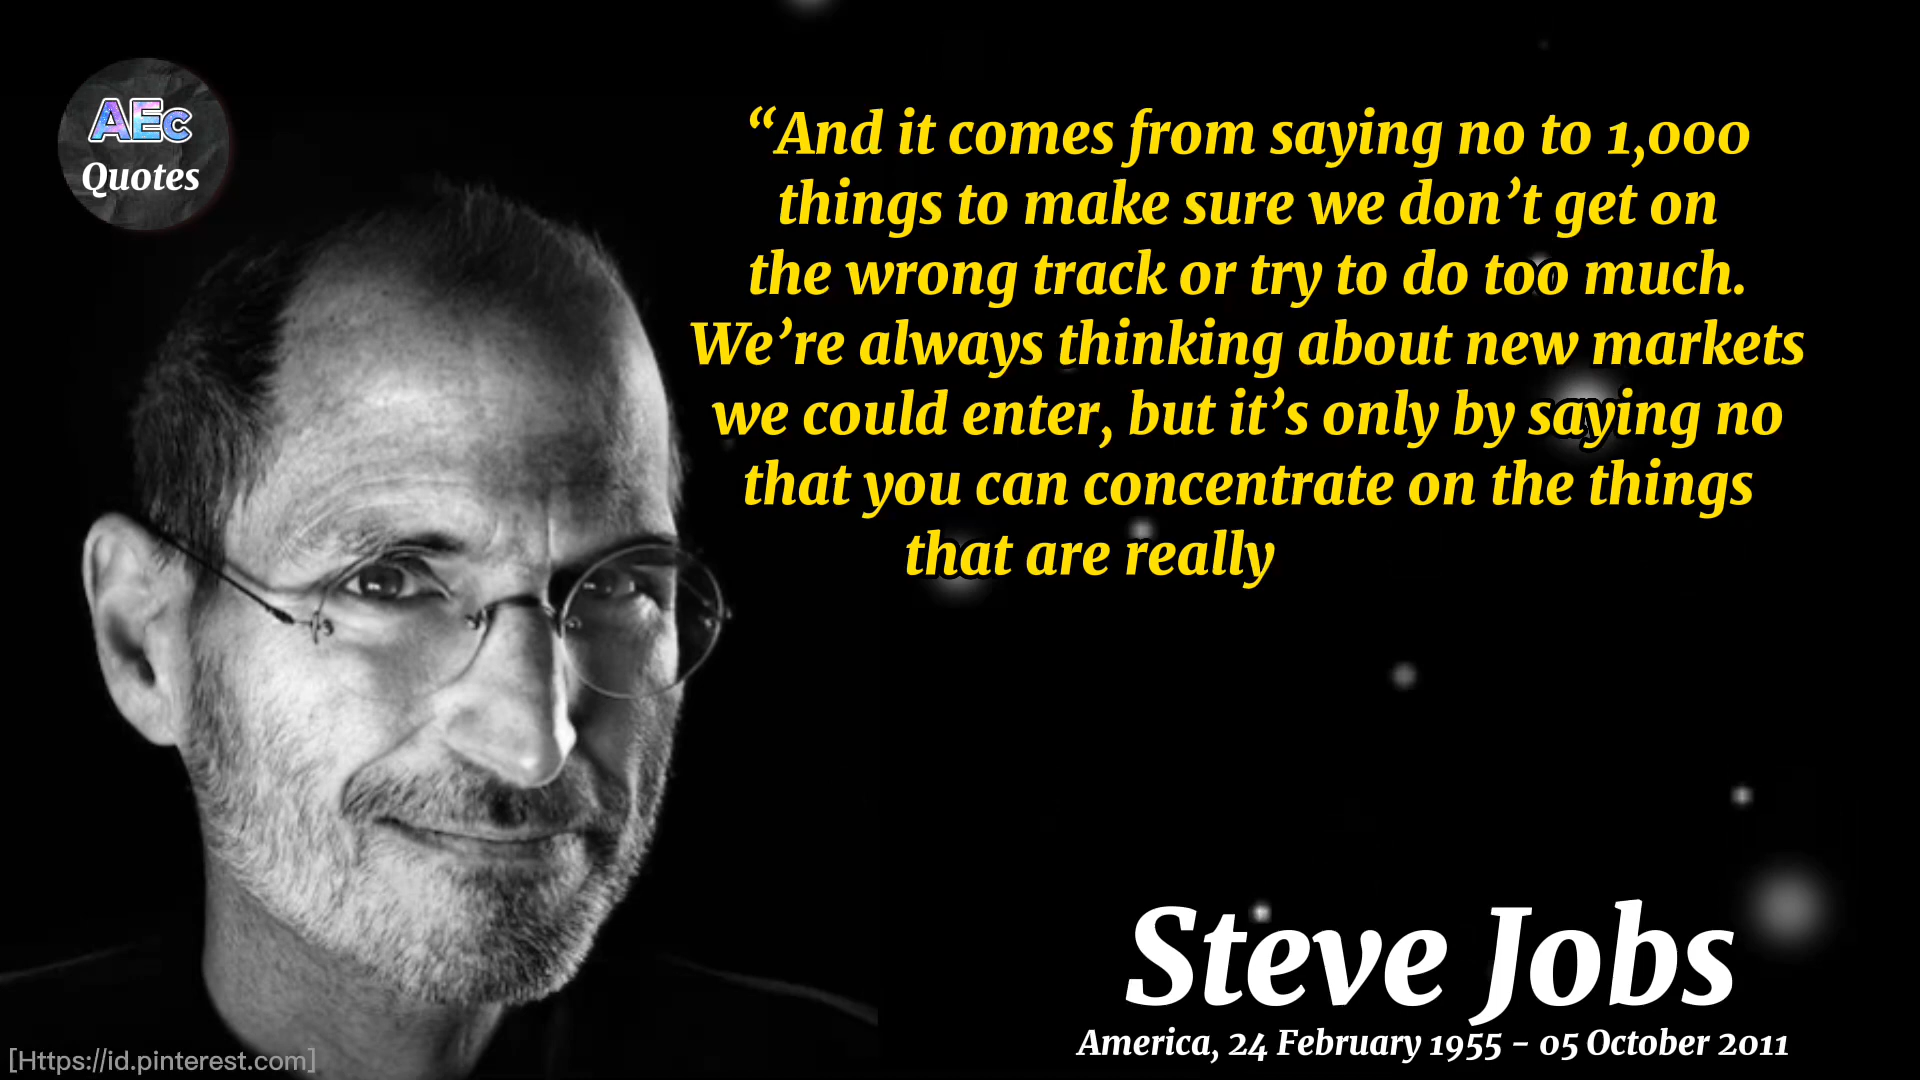 AEc
Quotes
“And it comes from saying no to 1,000
things to make sure we don’t get on
the wrong track or try to do too much.
We’re always thinking about new markets
we could enter, but it’s only by saying no
that you can concentrate on the things
that are really
Steve Jobs
America, 24 February 1955 - 05 October 2011
[Https://id.pinterest.com]